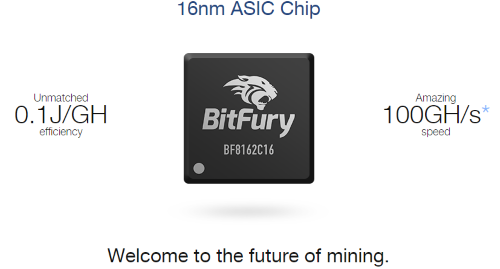 16nm ASIC Chip
Unmatched
0.1J/GH
efficiency
BitFury
BF8162C16
Amazing
100GH/s*
speed
Welcome to the future of mining.